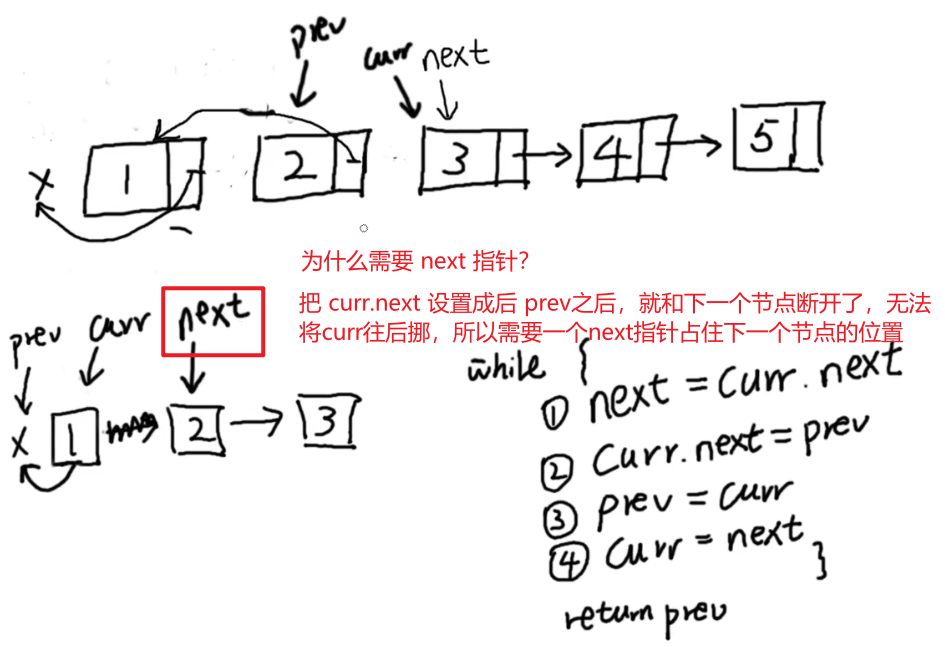 prev
curr next
X 1 2 3 4 5
为什么需要 next 指针？
把 curr.next 设置成后 prev之后，就和下一个节点断开了，无法
将curr往后挪，所以需要一个next指针占住下一个节点的位置
prev curr next
X 1 2 3
while {
① next = curr.next
② Curr.next = prev
③ prev = curr
④ Curr = next
}
return prev